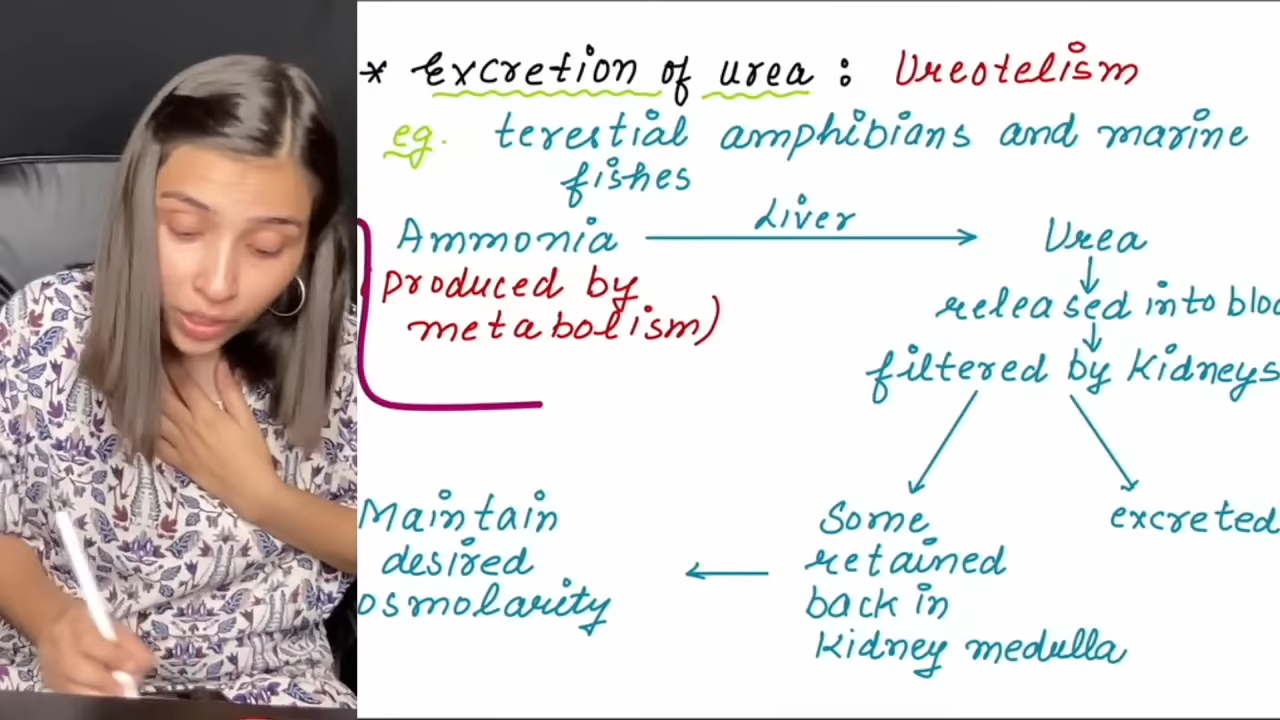 * Excretion of urea : Ureotelism
eg. terestial amphibians and marine
fishes
Ammonia Liver Urea
produced by
metabolism)
released into
filtered by Kidneys
Maintain
desired
osmolarity
Some
retained
back in
Kidney medulla
excreted